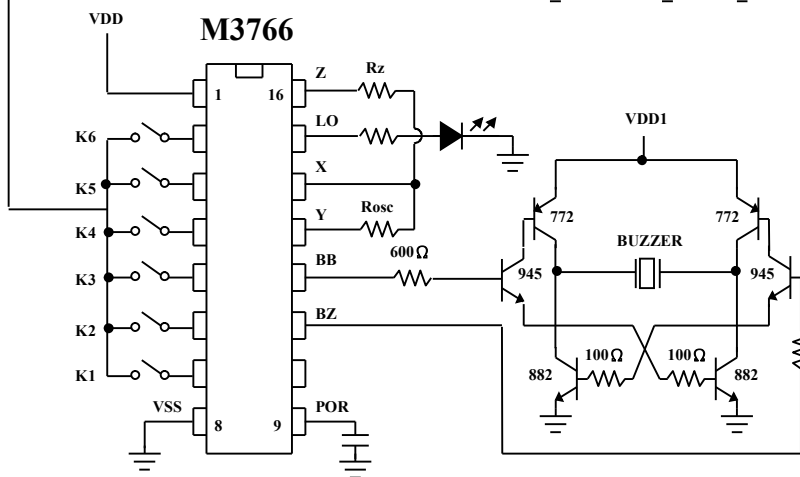 VDD
M3766
Z
Rz
1
16
LO
VDD1
K6
X
K5
Y
Rosc
772
772
K4
600Ω
BUZZER
BB
945
945
K3
BZ
K2
100Ω
100Ω
K1
882
882
VSS
POR
8
9